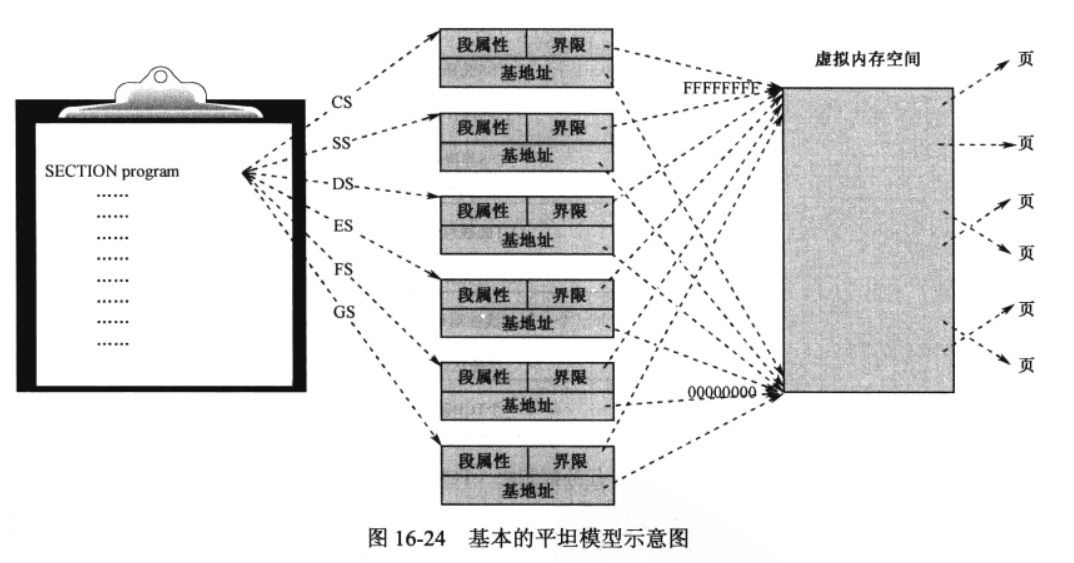 SECTION program
……
……
……
……
……
……
……
……
CS
SS
DS
ES
FS
GS
段属性 界限
基地址
段属性 界限
基地址
段属性 界限
基地址
段属性 界限
基地址
段属性 界限
基地址
段属性 界限
基地址
虚拟内存空间
FFFFFFFE
00000000
页
页
页
页
页
页
图 16-24 基本的平坦模型示意图